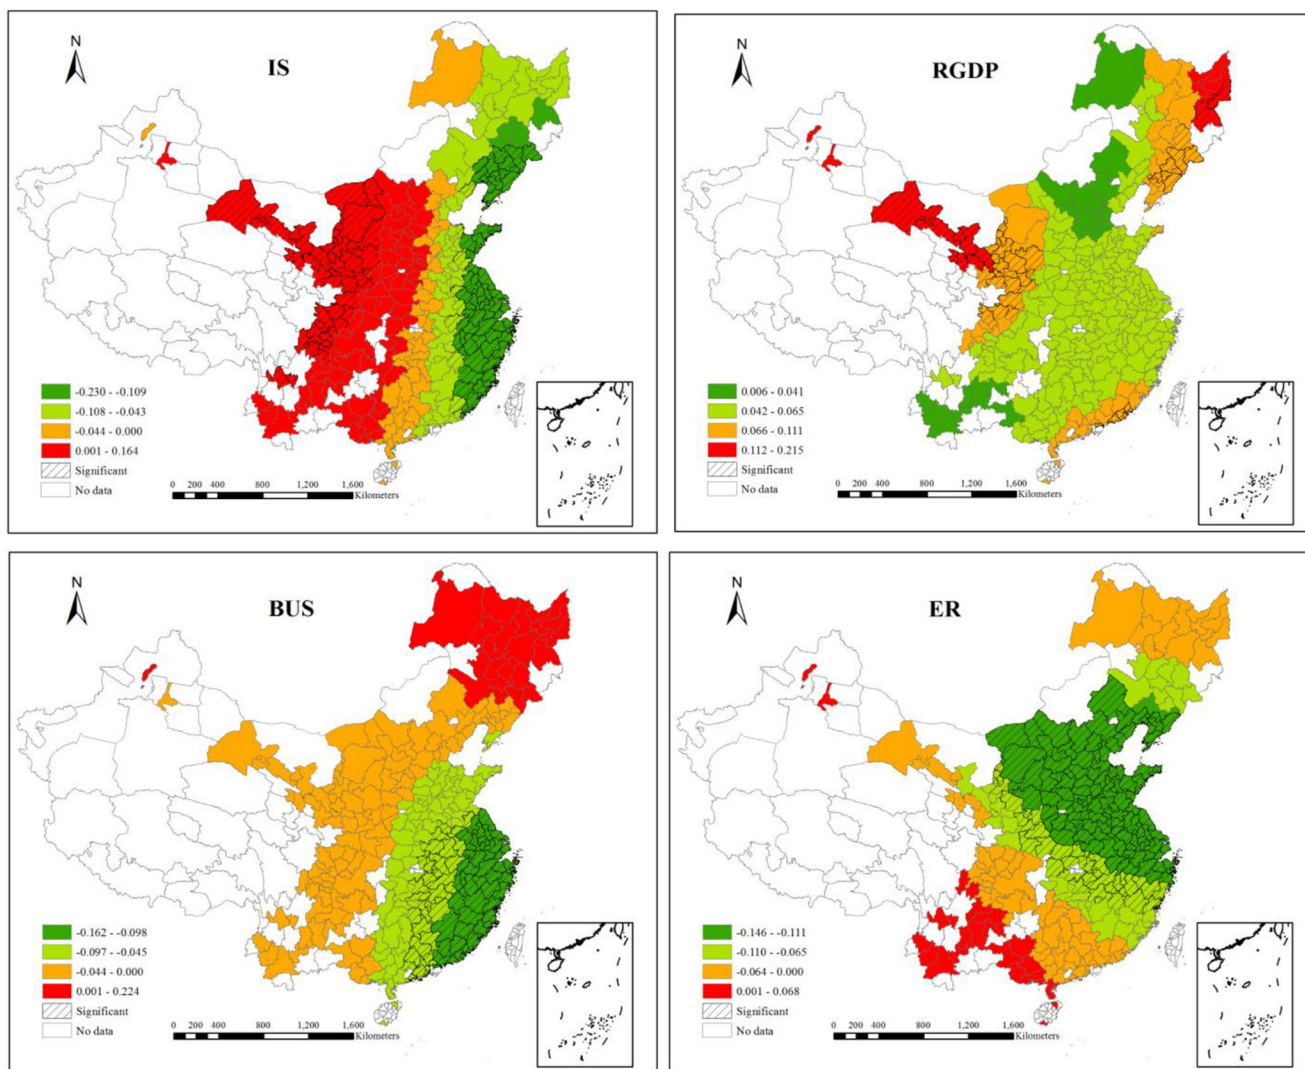 N
IS
-0.230 - -0.109
-0.108 - -0.043
-0.044 - 0.000
0.001 - 0.164
Significant
No data
0 200 400 800 1,200 1,600
Kilometers
N
RGDP
0.006 - 0.041
0.042 - 0.065
0.066 - 0.111
0.112 - 0.215
Significant
No data
0 200 400 800 1,200 1,600
Kilometers
N
BUS
-0.162 - -0.098
-0.097 - -0.045
-0.044 - 0.000
0.001 - 0.224
Significant
No data
0 200 400 800 1,200 1,600
Kilometers
N
ER
-0.146 - -0.111
-0.110 - -0.065
-0.064 - 0.000
0.001 - 0.068
Significant
No data
0 200 400 800 1,200 1,600
Kilometers